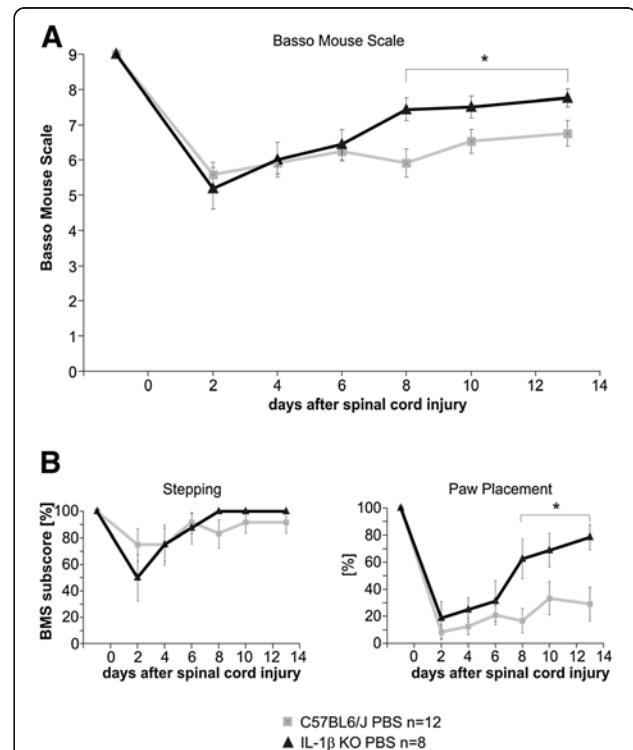 A
Basso Mouse Scale
*
Basso Mouse Scale
9
8
7
6
5
4
3
2
1
0
0 2 4 6 8 10 12 14
days after spinal cord injury
B
Stepping
BMS subscore [%]
100
80
60
40
20
0
0 2 4 6 8 10 12 14
days after spinal cord injury
Paw Placement
*
[%]
100
80
60
40
20
0
0 2 4 6 8 10 12 14
days after spinal cord injury
C57BL6/J PBS n=12
IL-1β KO PBS n=8